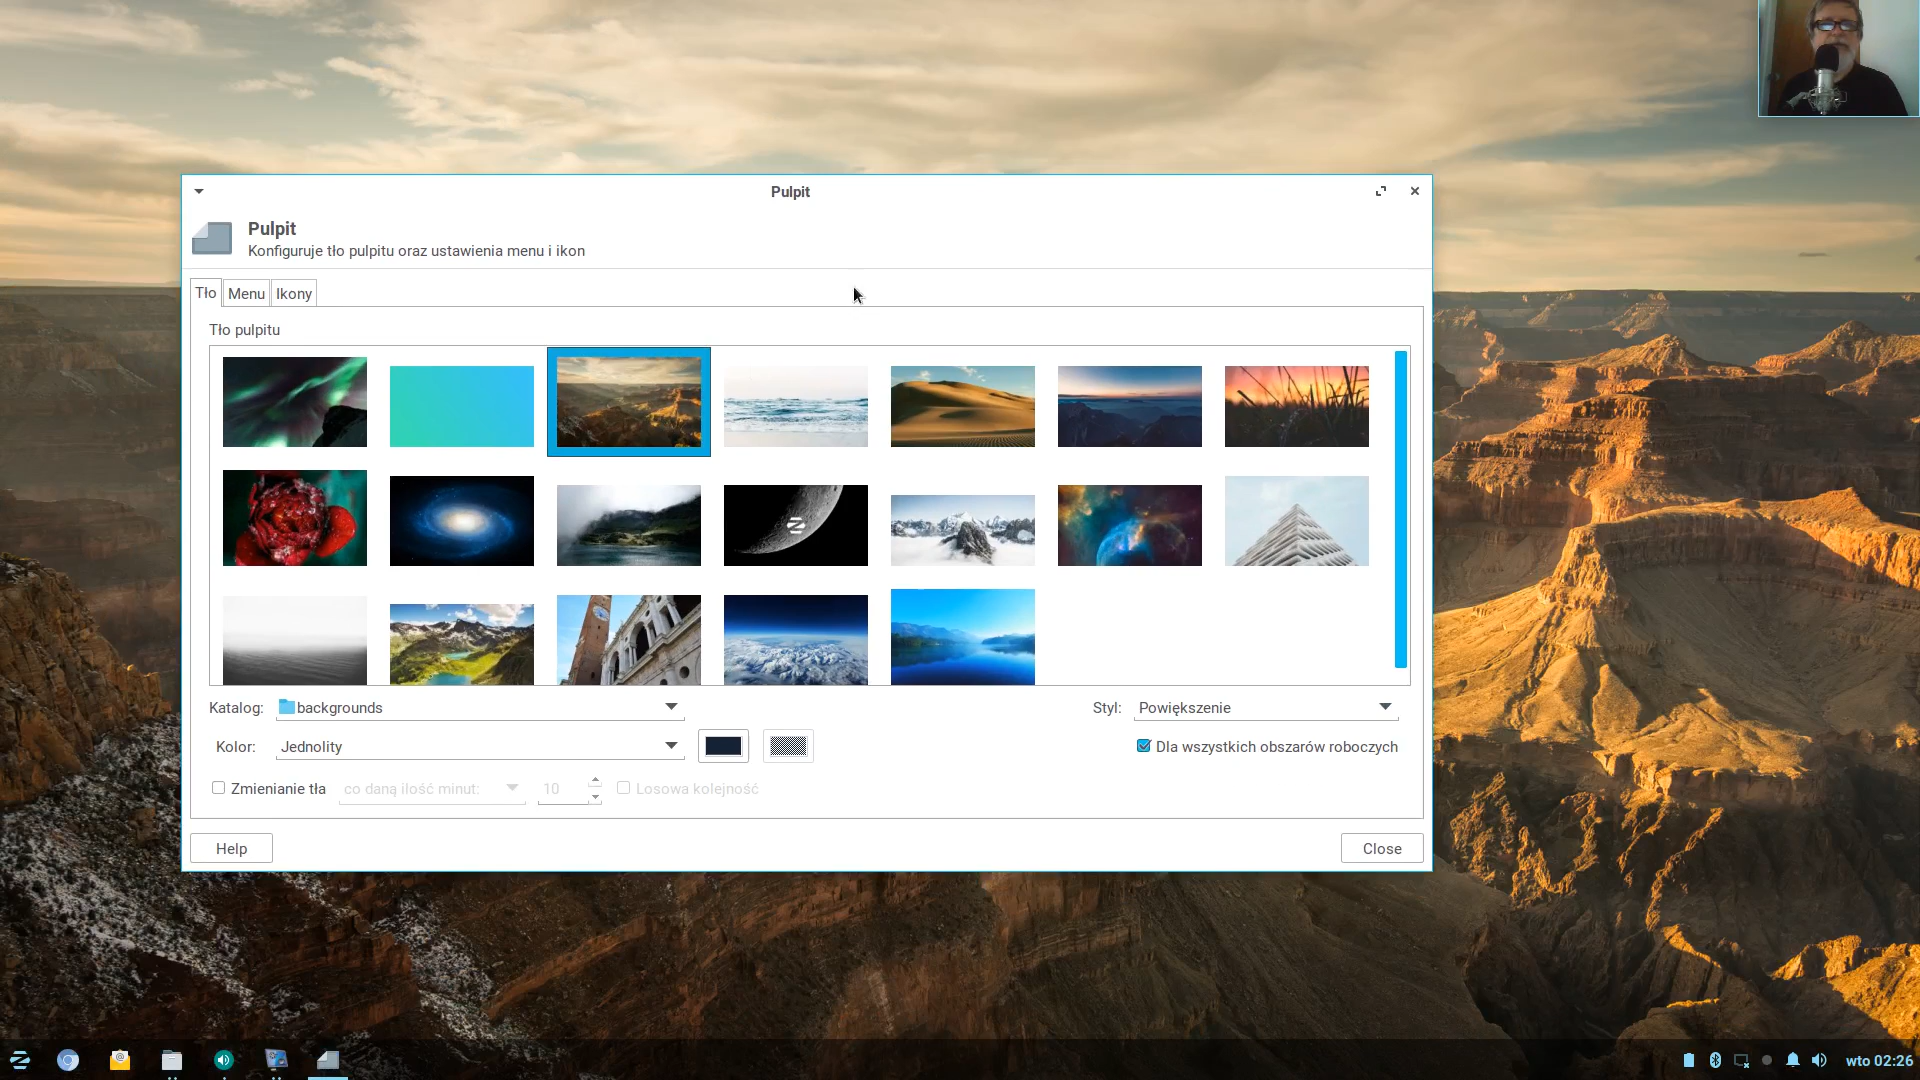 Pulpit
Pulpit
Konfiguruje tło pulpitu oraz ustawienia menu i ikon
Tło Menu Ikony
Tło pulpitu
Katalog: backgrounds Styl: Powiększenie
Kolor: Jednolity Dla wszystkich obszarów roboczych
Zmienianie tła co daną ilość minut: 10 Losowa kolejność
Help Close
wto 02:26